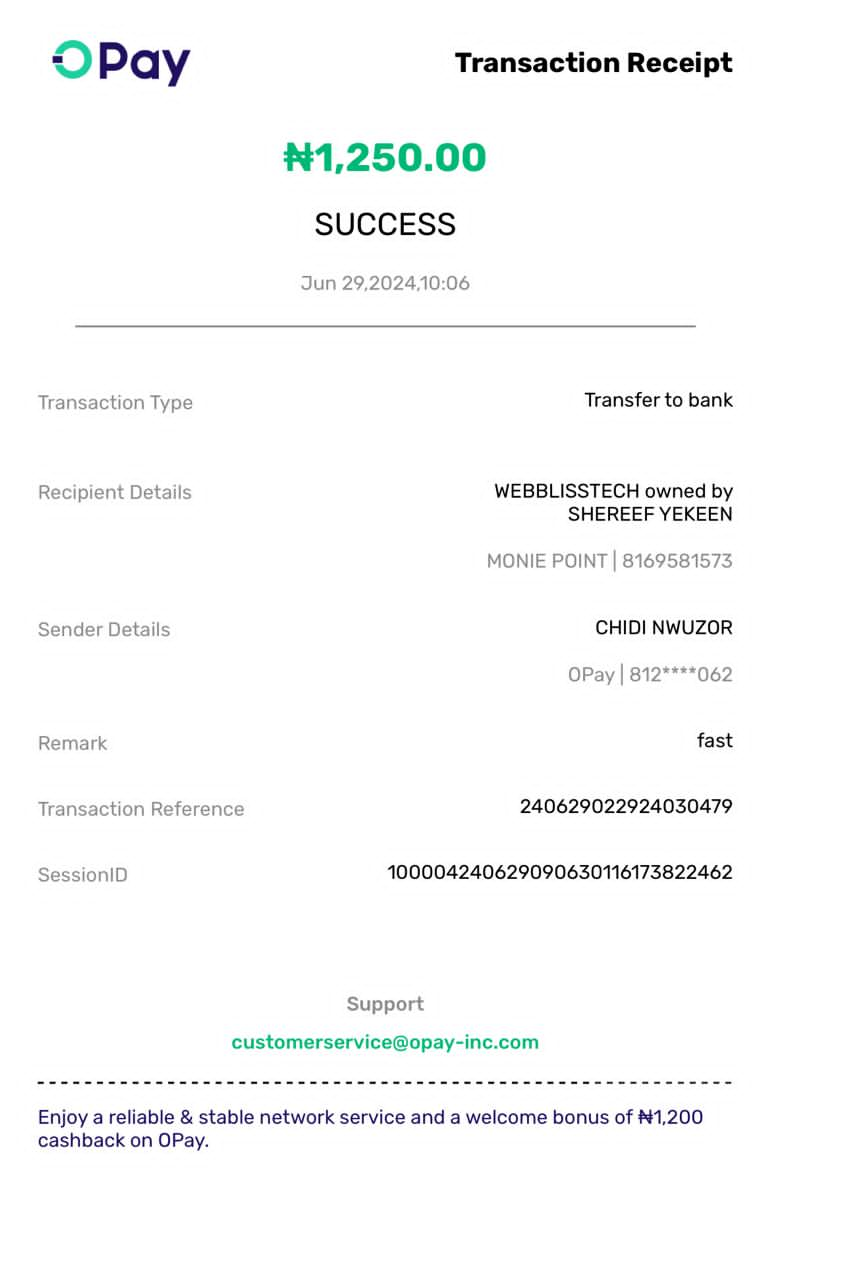 OPay
Transaction Receipt
₦1,250.00
SUCCESS
Jun 29,2024,10:06
Transaction Type
Transfer to bank
Recipient Details
WEBBLISSTECH owned by
SHEREEF YEKEEN
MONIE POINT | 8169581573
Sender Details
CHIDI NWUZOR
OPay | 812****062
Remark
fast
Transaction Reference
240629022924030479
SessionID
100004240629090630116173822462
Support
customerservice@opay-inc.com
Enjoy a reliable & stable network service and a welcome bonus of ₦1,200
cashback on OPay.